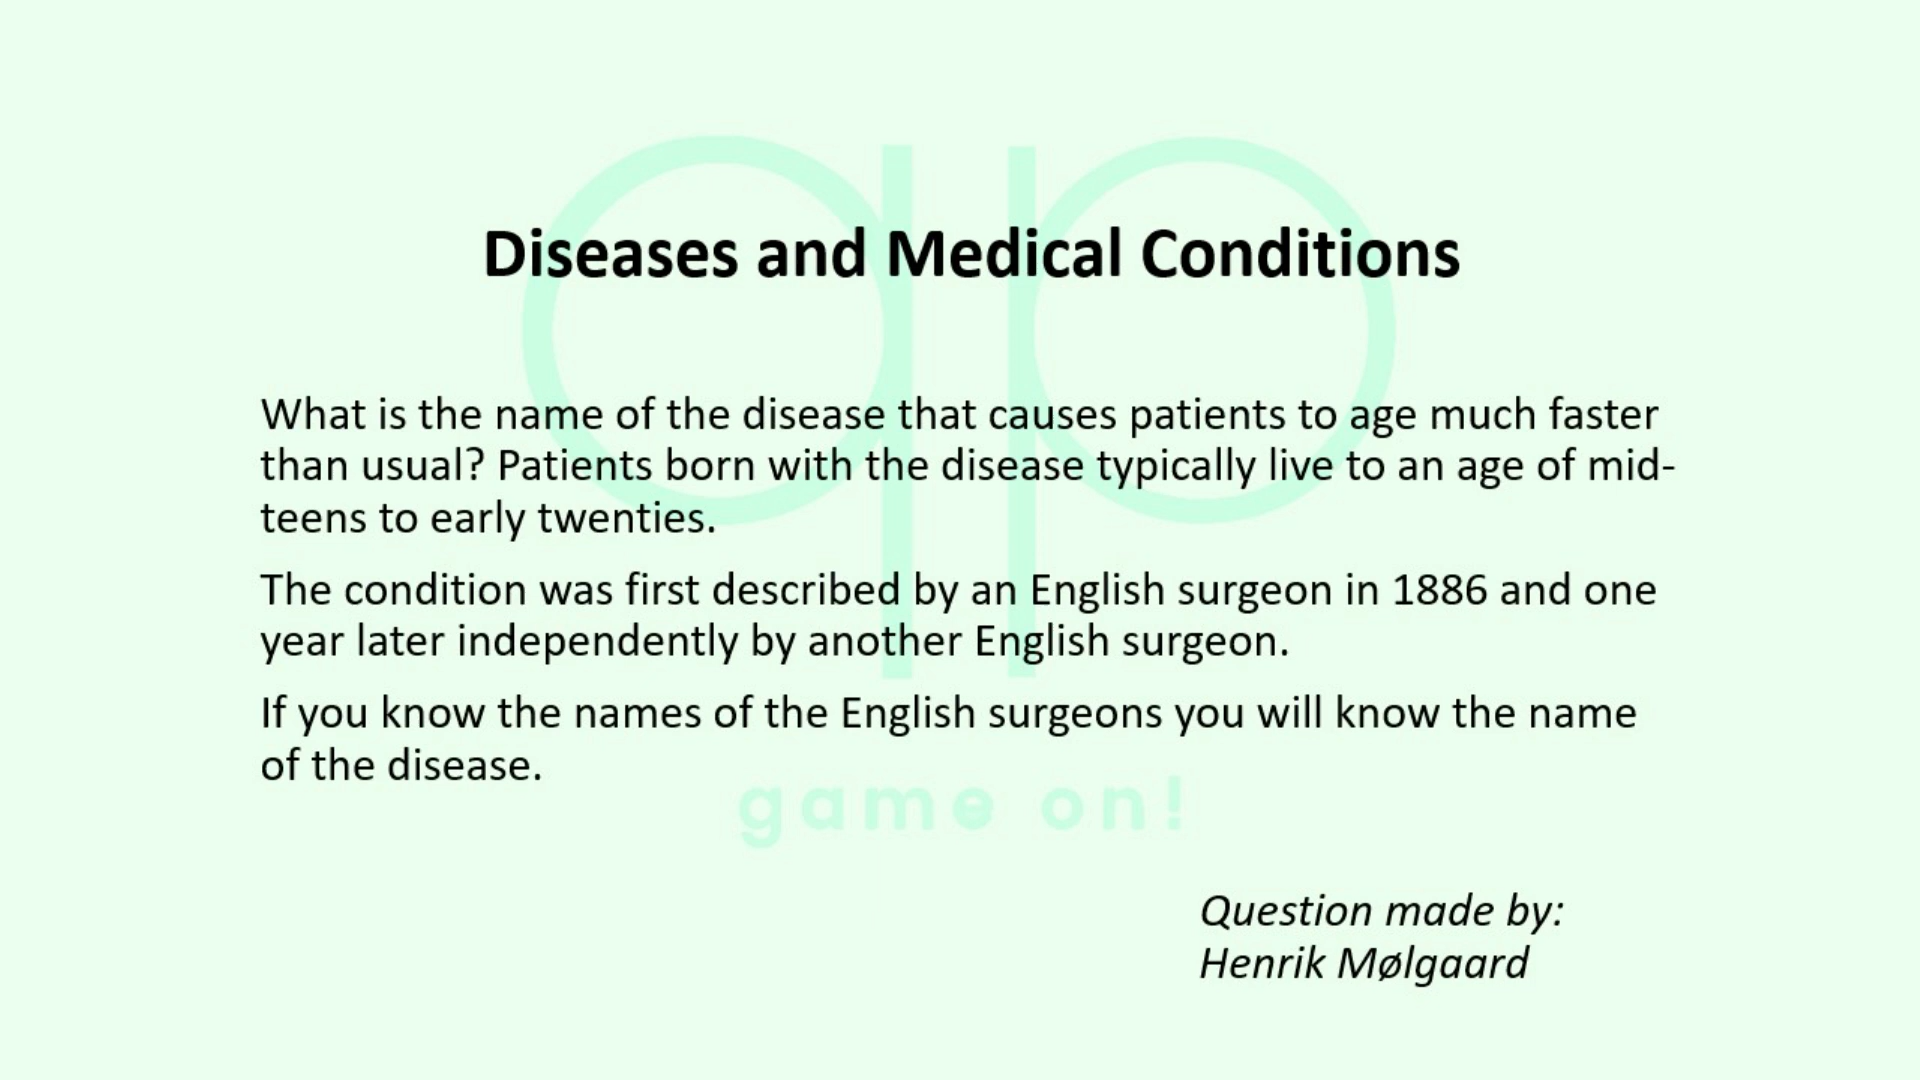 Diseases and Medical Conditions
What is the name of the disease that causes patients to age much faster
than usual? Patients born with the disease typically live to an age of mid-
teens to early twenties.
The condition was first described by an English surgeon in 1886 and one
year later independently by another English surgeon.
If you know the names of the English surgeons you will know the name
of the disease.
game on!
Question made by:
Henrik Mølgaard